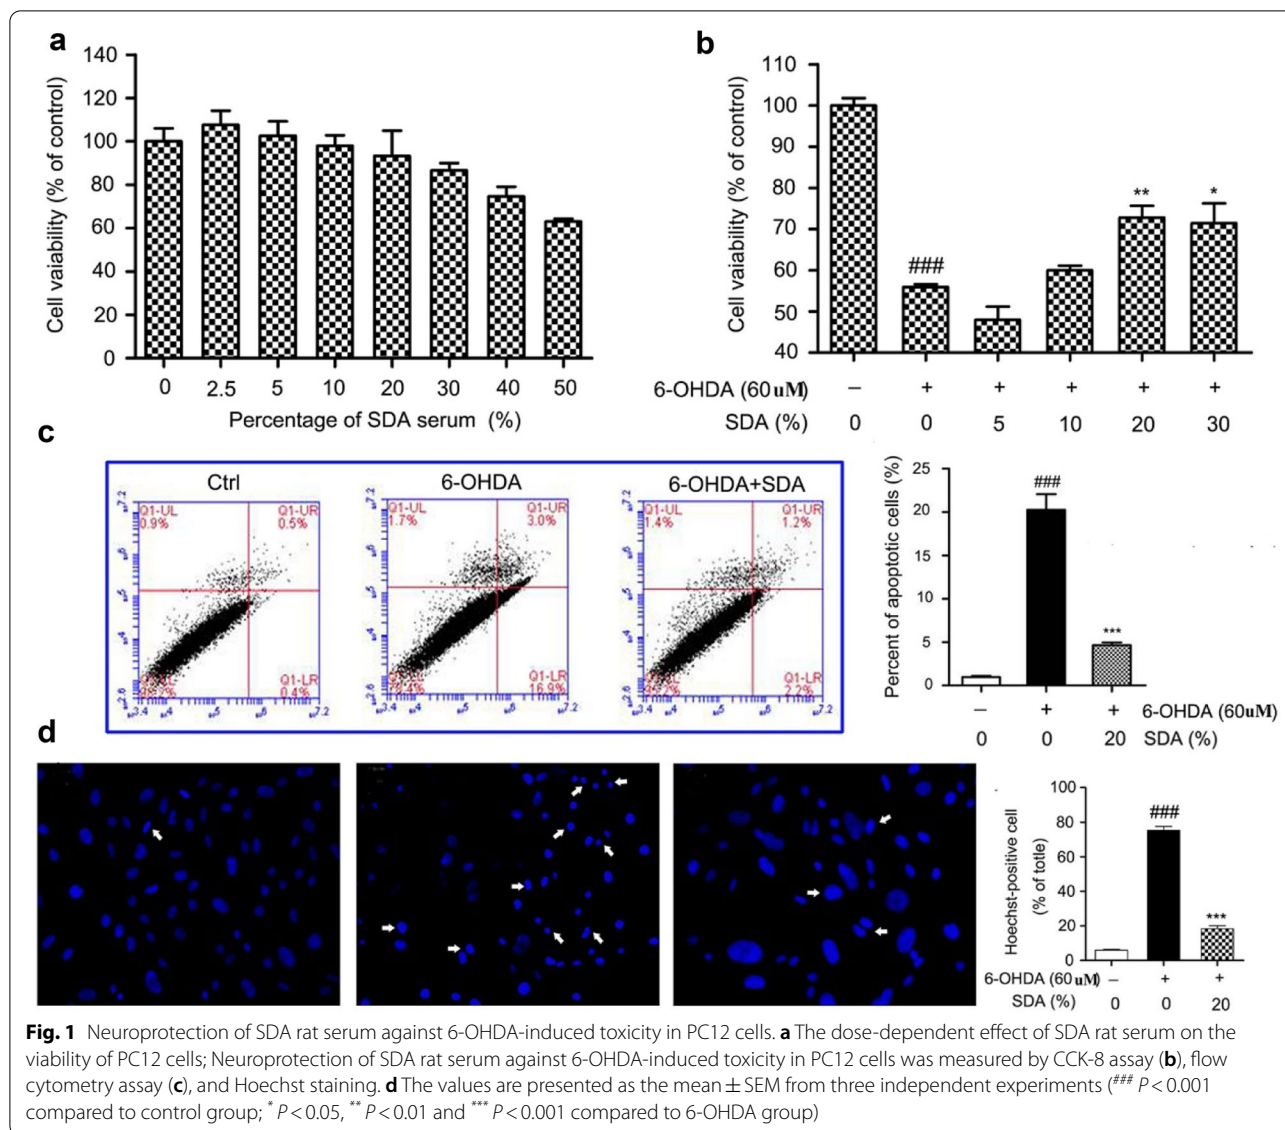 a
140
120
100
80
60
40
20
0
Cell vaiability (% of control)
0 2.5 5 10 20 30 40 50
Percentage of SDA serum (%)
b
110
100
90
80
70
60
50
40
Cell vaiability (% of control)
###
**
*
6-OHDA (60uM) – + + + + +
SDA (%) 0 0 5 10 20 30
c
Ctrl
Q1-UL
0.9%
Q1-UR
0.5%
Q1-LR
0.4%
6-OHDA
Q1-UL
1.7%
Q1-UR
3.0%
Q1-LR
16.9%
6-OHDA+SDA
Q1-UL
1.4%
Q1-UR
1.2%
Q1-LR
2.2%
Percent of apoptotic cells (%)
25
20
15
10
5
0
###
***
– + + 6-OHDA (60uM)
0 0 20 SDA (%)
d
Hoechst-positive cell
(% of totle)
100
80
60
40
20
0
###
***
6-OHDA (60uM) – + +
SDA (%) 0 0 20
Fig. 1 Neuroprotection of SDA rat serum against 6-OHDA-induced toxicity in PC12 cells. a The dose-dependent effect of SDA rat serum on the
viability of PC12 cells; Neuroprotection of SDA rat serum against 6-OHDA-induced toxicity in PC12 cells was measured by CCK-8 assay (b), flow
cytometry assay (c), and Hoechst staining. d The values are presented as the mean ± SEM from three independent experiments (### P < 0.001
compared to control group; * P < 0.05, ** P < 0.01 and *** P < 0.001 compared to 6-OHDA group)